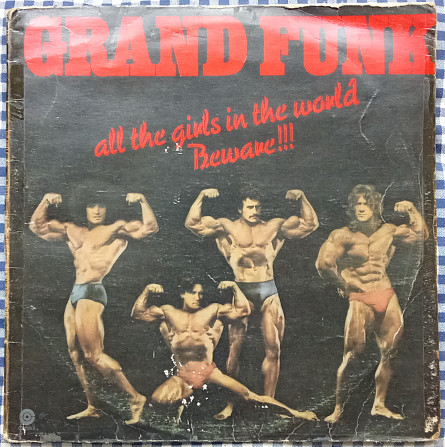 GRAND FUNK
all the girls in the world
Beware!!!